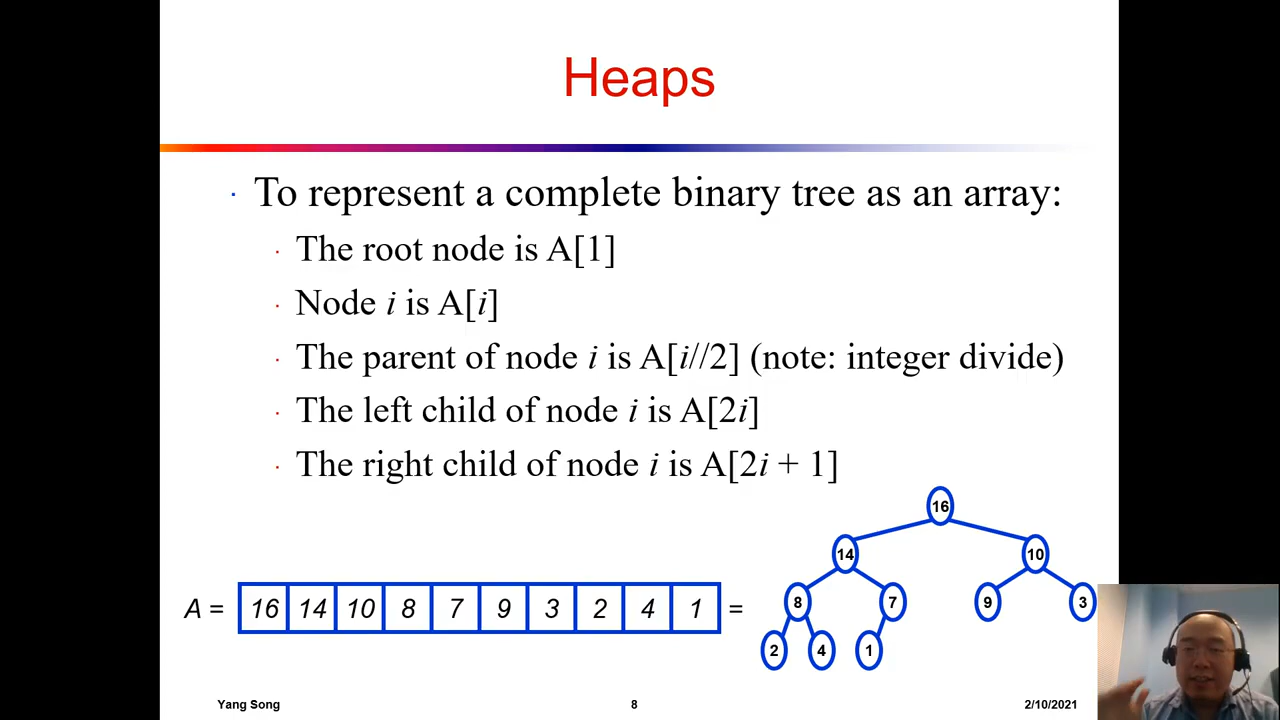 Heaps
· To represent a complete binary tree as an array:
· The root node is A[1]
· Node i is A[i]
· The parent of node i is A[i//2] (note: integer divide)
· The left child of node i is A[2i]
· The right child of node i is A[2i + 1]
16
14 10
8 7 9 3
2 4 1
A = 16 14 10 8 7 9 3 2 4 1 =
Yang Song 8 2/10/2021